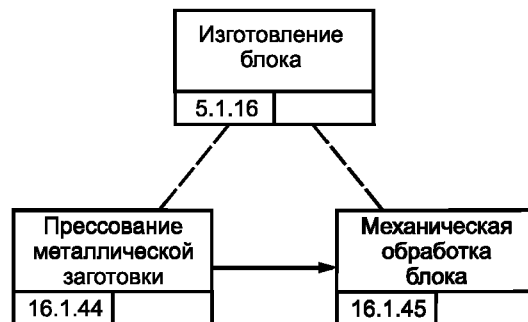 Изготовление
блока
5.1.16
Прессование
металлической
заготовки
16.1.44
Механическая
обработка
блока
16.1.45